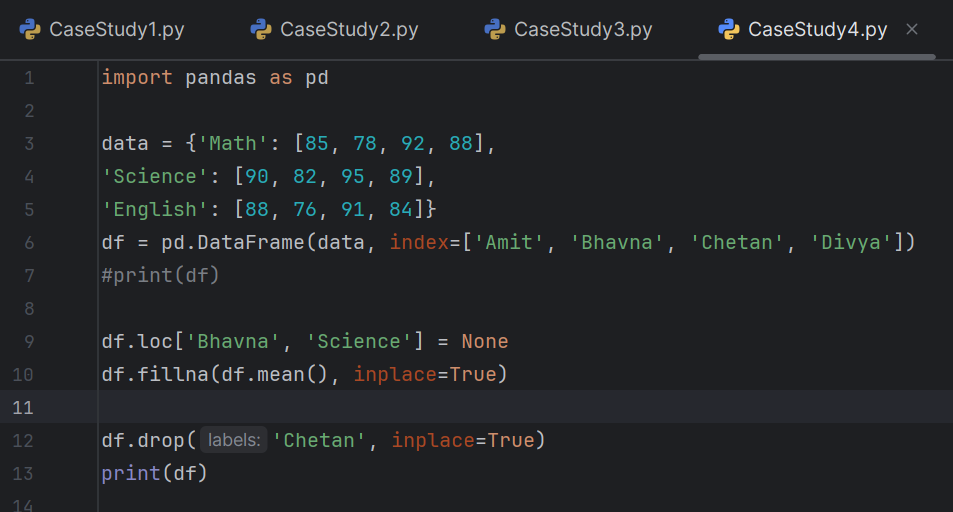 CaseStudy1.py CaseStudy2.py CaseStudy3.py CaseStudy4.py ×
1 import pandas as pd
2
3 data = {'Math': [85, 78, 92, 88],
4 'Science': [90, 82, 95, 89],
5 'English': [88, 76, 91, 84]}
6 df = pd.DataFrame(data, index=['Amit', 'Bhavna', 'Chetan', 'Divya'])
7 #print(df)
8
9 df.loc['Bhavna', 'Science'] = None
10 df.fillna(df.mean(), inplace=True)
11
12 df.drop( labels: 'Chetan', inplace=True)
13 print(df)
14